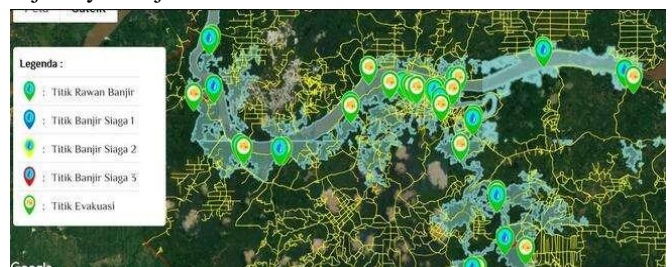 Peta Satelit
Legenda :
: Titik Rawan Banjir
: Titik Banjir Siaga 1
: Titik Banjir Siaga 2
: Titik Banjir Siaga 3
: Titik Evakuasi
Google